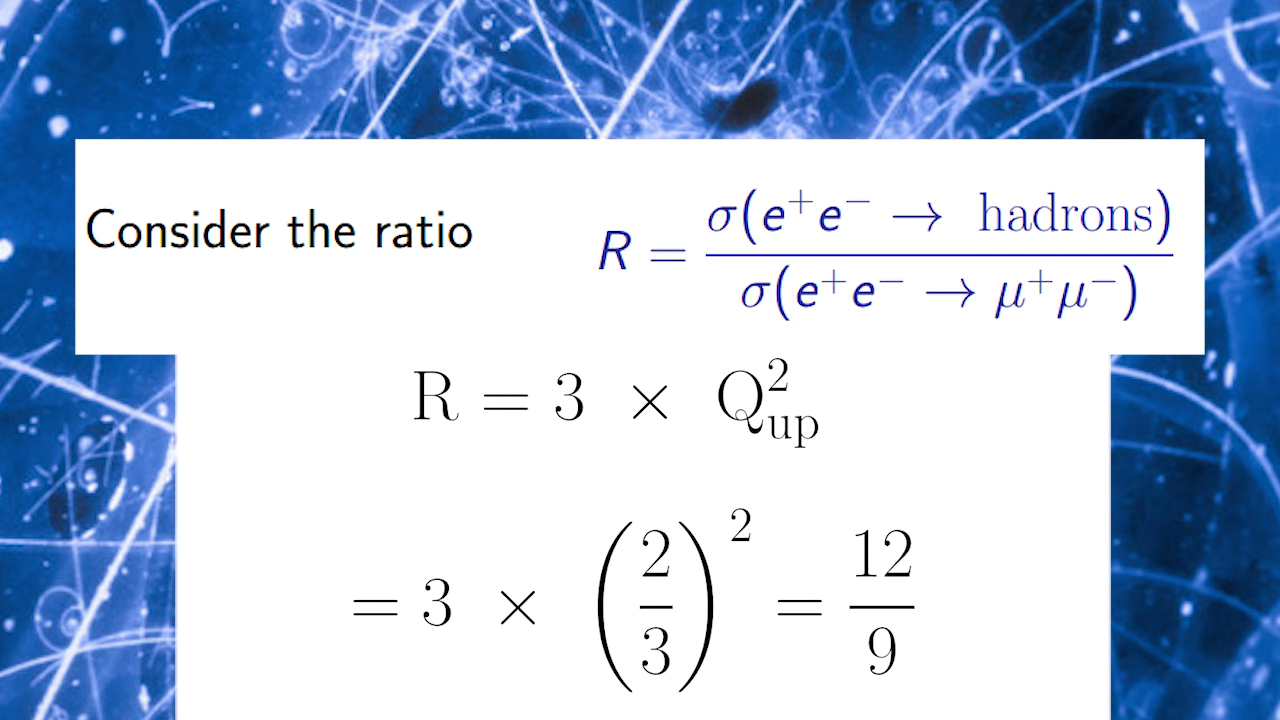 Consider the ratio R = σ(e⁺e⁻ → hadrons) / σ(e⁺e⁻ → μ⁺μ⁻)
R = 3 × Q²up
= 3 × (2/3)² = 12/9